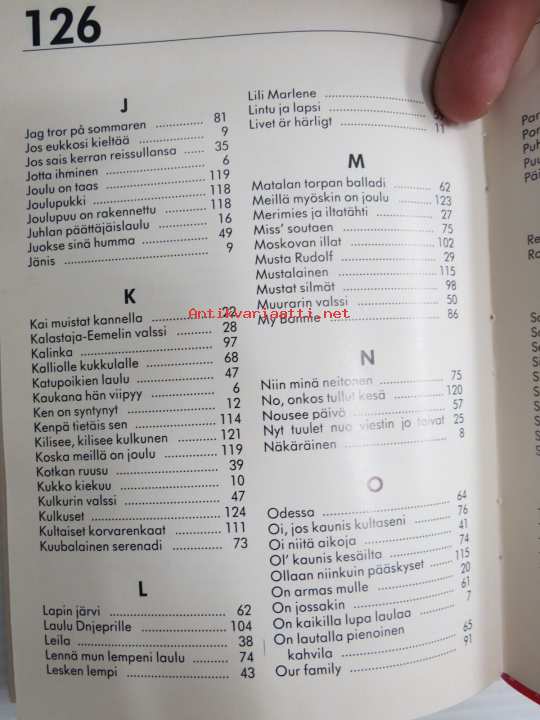 126
J
Jag tror på sommaren 81
Jos eukkosi kieltää 9
Jos sais kerran reissullansa 35
Jotta ihminen 6
Joulu on taas 119
Joulupukki 118
Joulupuu on rakennettu 118
Juhlan päättäjäislaulu 16
Juokse sinä humma 49
Jänis 9
K
Kai muistat kannella 22
Kalastaja-Eemelin valssi 28
Kalinka 97
Kalliolle kukkulalle 68
Katupoikien laulu 47
Kaukana hän viipyy 6
Ken on syntynyt 12
Kenpä tietäis sen 114
Kilisee, kilisee kulkunen 121
Koska meillä on joulu 119
Kotkan ruusu 39
Kukko kiekuu 10
Kulkurin valssi 47
Kulkuset 124
Kultaiset korvarenkaat 111
Kuubalainen serenadi 73
L
Lapin järvi 62
Laulu Dnjeprille 104
Leila 38
Lennä mun lempeni laulu 74
Lesken lempi 43
Lili Marlene
Lintu ja lapsi
Livet är härligt 11
M
Matalan torpan balladi 62
Meillä myöskin on joulu 123
Merimies ja iltatähti 27
Miss' soutaen 75
Moskovan illat 102
Musta Rudolf 29
Mustalainen 115
Mustat silmät 98
Muurarin valssi 50
My Bonnie 86
Antikvariaatti.net
N
Niin minä neitonen 75
No, onkos tullut kesä 120
Nousee päivä 57
Nyt tuulet nuo viestin jo toivat 25
Näkäräinen 8
O
Odessa 64
Oi, jos kaunis kultaseni 76
Oi niitä aikoja 41
Ol' kaunis kesäilta 74
Ollaan niinkuin pääskyset 115
On armas mulle 20
On jossakin 61
On kaikilla lupa laulaa 7
On lautalla pienoinen
kahvila 65
Our family 91